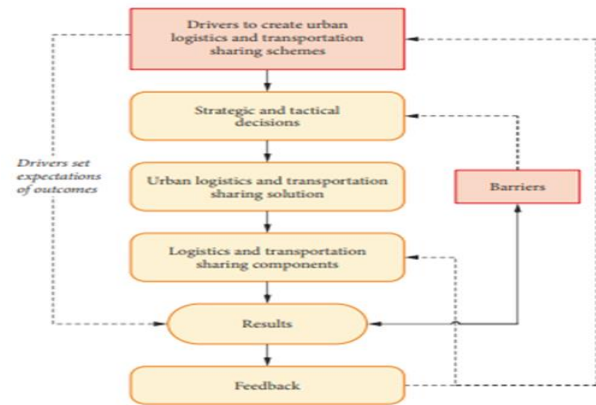 Drivers to create urban
logistics and transportation
sharing schemes
Strategic and tactical
decisions
Drivers set
expectations
of outcomes
Urban logistics and transportation
sharing solution
Barriers
Logistics and transportation
sharing components
Results
Feedback